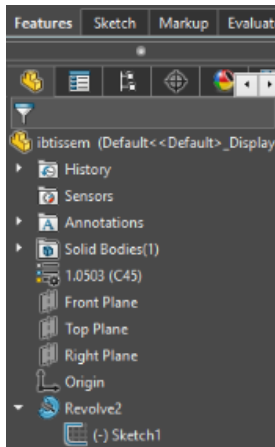 Features Sketch Markup Evaluat
ibtissem (Default<<Default>_Display
History
Sensors
Annotations
Solid Bodies(1)
1.0503 (C45)
Front Plane
Top Plane
Right Plane
Origin
Revolve2
(-) Sketch1